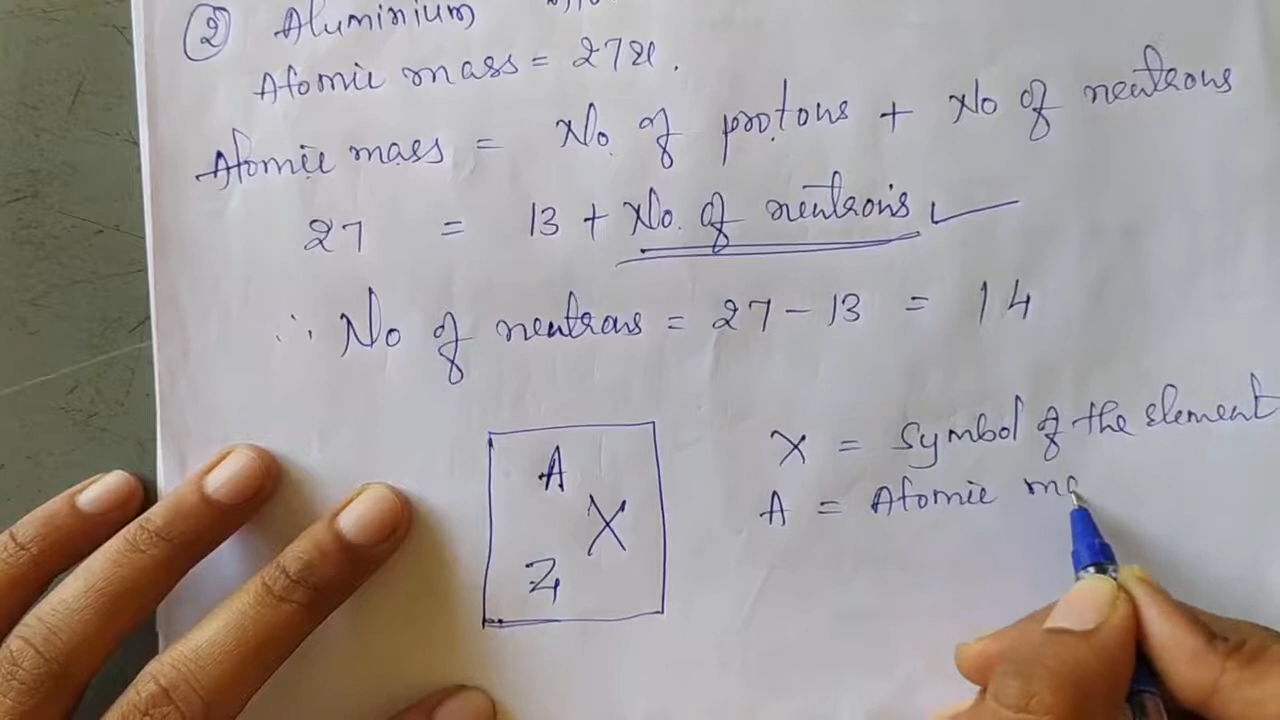 ② Aluminium
Atomic mass = 27u.
Atomic mass = No. of protons + No of neutrons
27 = 13 + No. of neutrons ✓
∴ No of neutrons = 27 - 13 = 14
A
X
Z
X = Symbol of the element
A = Atomic ma